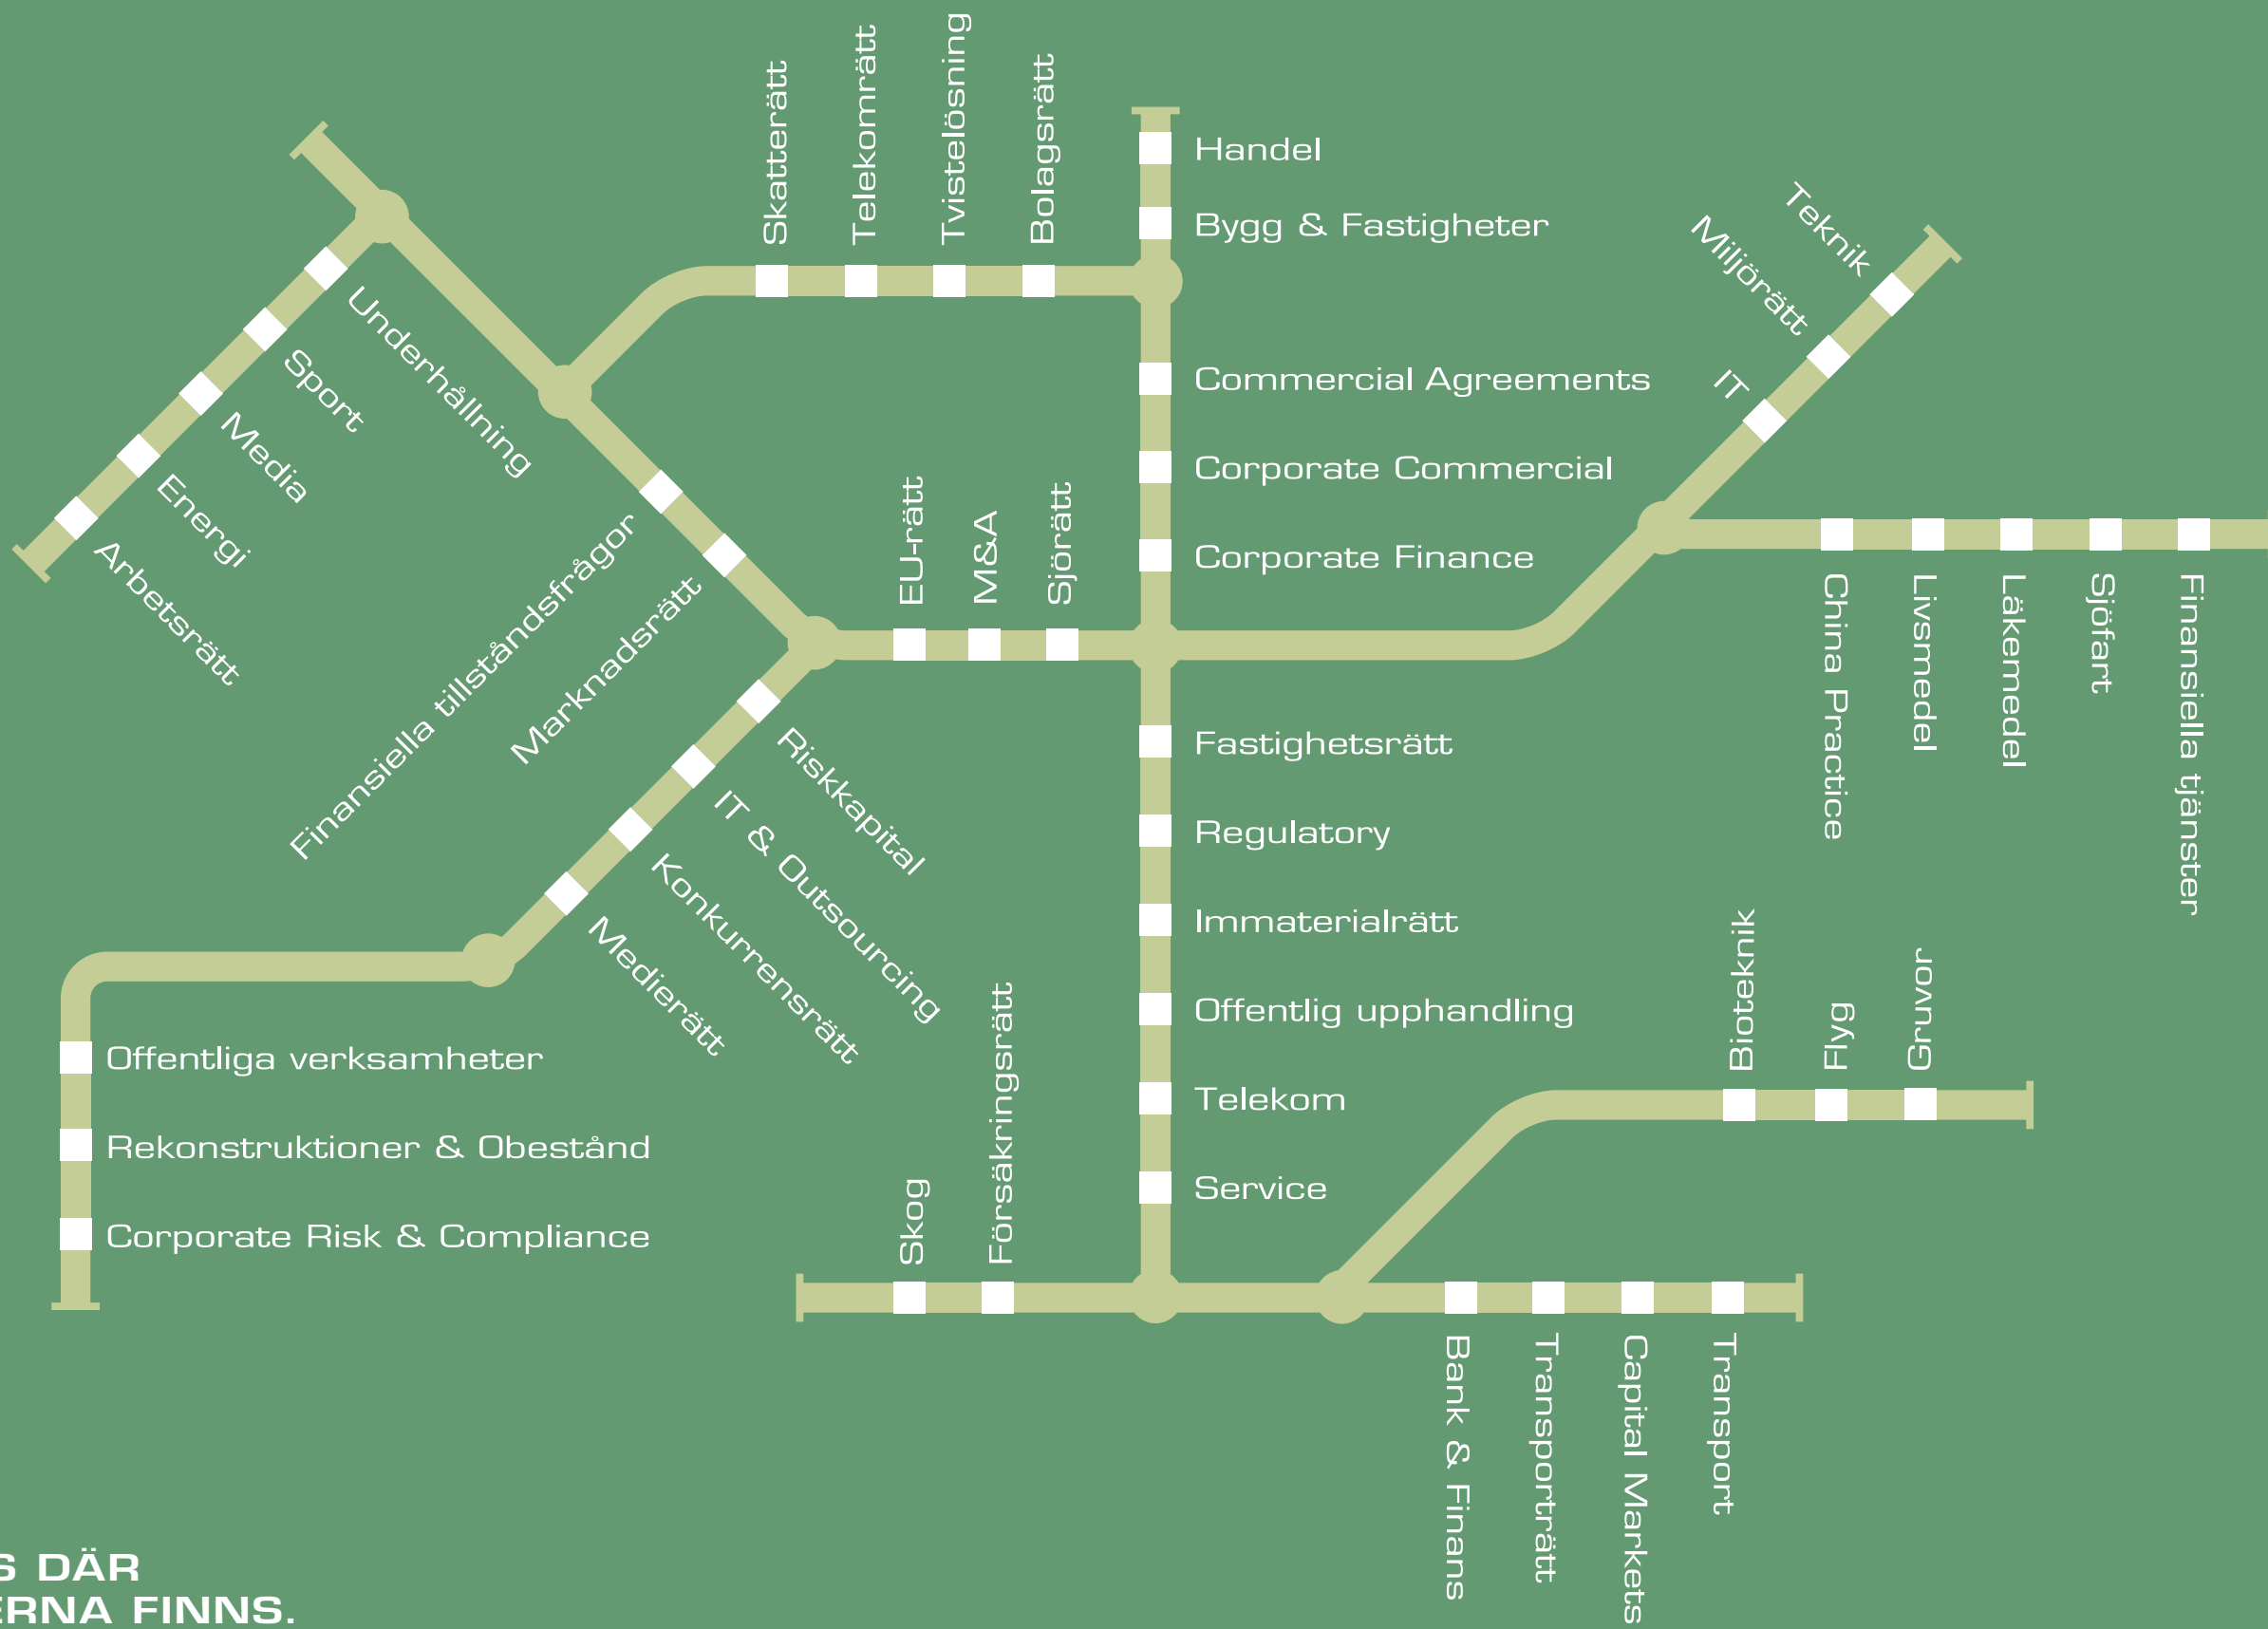 Skatterätt
Telekomrätt
Tvistelösning
Bolagsrätt
Handel
Bygg & Fastigheter
Commercial Agreements
Corporate Commercial
Corporate Finance
Teknik
Miljörätt
IT
Underhållning
Sport
Media
Energi
Arbetsrätt
Finansiella tillståndsfrågor
Marknadsrätt
EU-rätt
M&A
Sjörätt
China Practice
Livsmedel
Läkemedel
Sjöfart
Finansiella tjänster
Riskkapital
IT & Outsourcing
Konkurrensrätt
Medierätt
Fastighetsrätt
Regulatory
Immaterialrätt
Offentlig upphandling
Telekom
Service
Bioteknik
Flyg
Gruvor
Offentliga verksamheter
Rekonstruktioner & Obestånd
Corporate Risk & Compliance
Skog
Försäkringsrätt
Bank & Finans
Transporträtt
Capital Markets
Transport
S DÄR
ERNA FINNS.